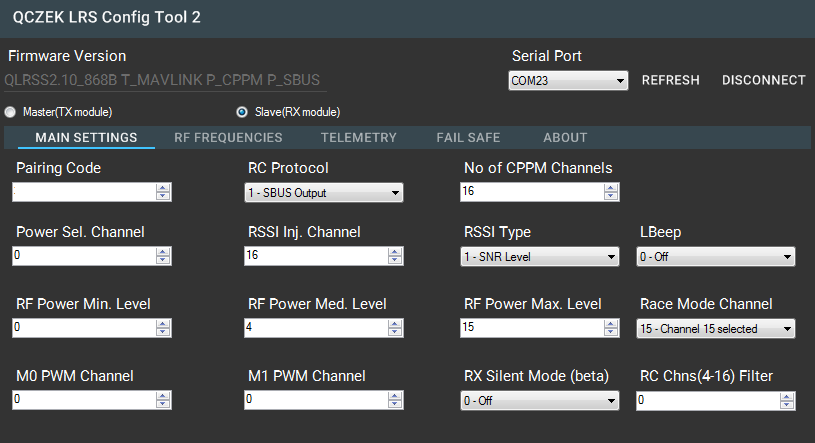 QCZEK LRS Config Tool 2
Firmware Version
Serial Port
QLRSS2.10_868B T_MAVLINK P_CPPM P_SBUS
COM23
REFRESH
DISCONNECT
Master(TX module)
Slave(RX module)
MAIN SETTINGS
RF FREQUENCIES
TELEMETRY
FAIL SAFE
ABOUT
Pairing Code
RC Protocol
No of CPPM Channels
1 - SBUS Output
16
Power Sel. Channel
RSSI Inj. Channel
RSSI Type
LBeep
0
16
1 - SNR Level
0 - Off
RF Power Min. Level
RF Power Med. Level
RF Power Max. Level
Race Mode Channel
0
4
15
15 - Channel 15 selected
M0 PWM Channel
M1 PWM Channel
RX Silent Mode (beta)
RC Chns(4-16) Filter
0
0
0 - Off
0